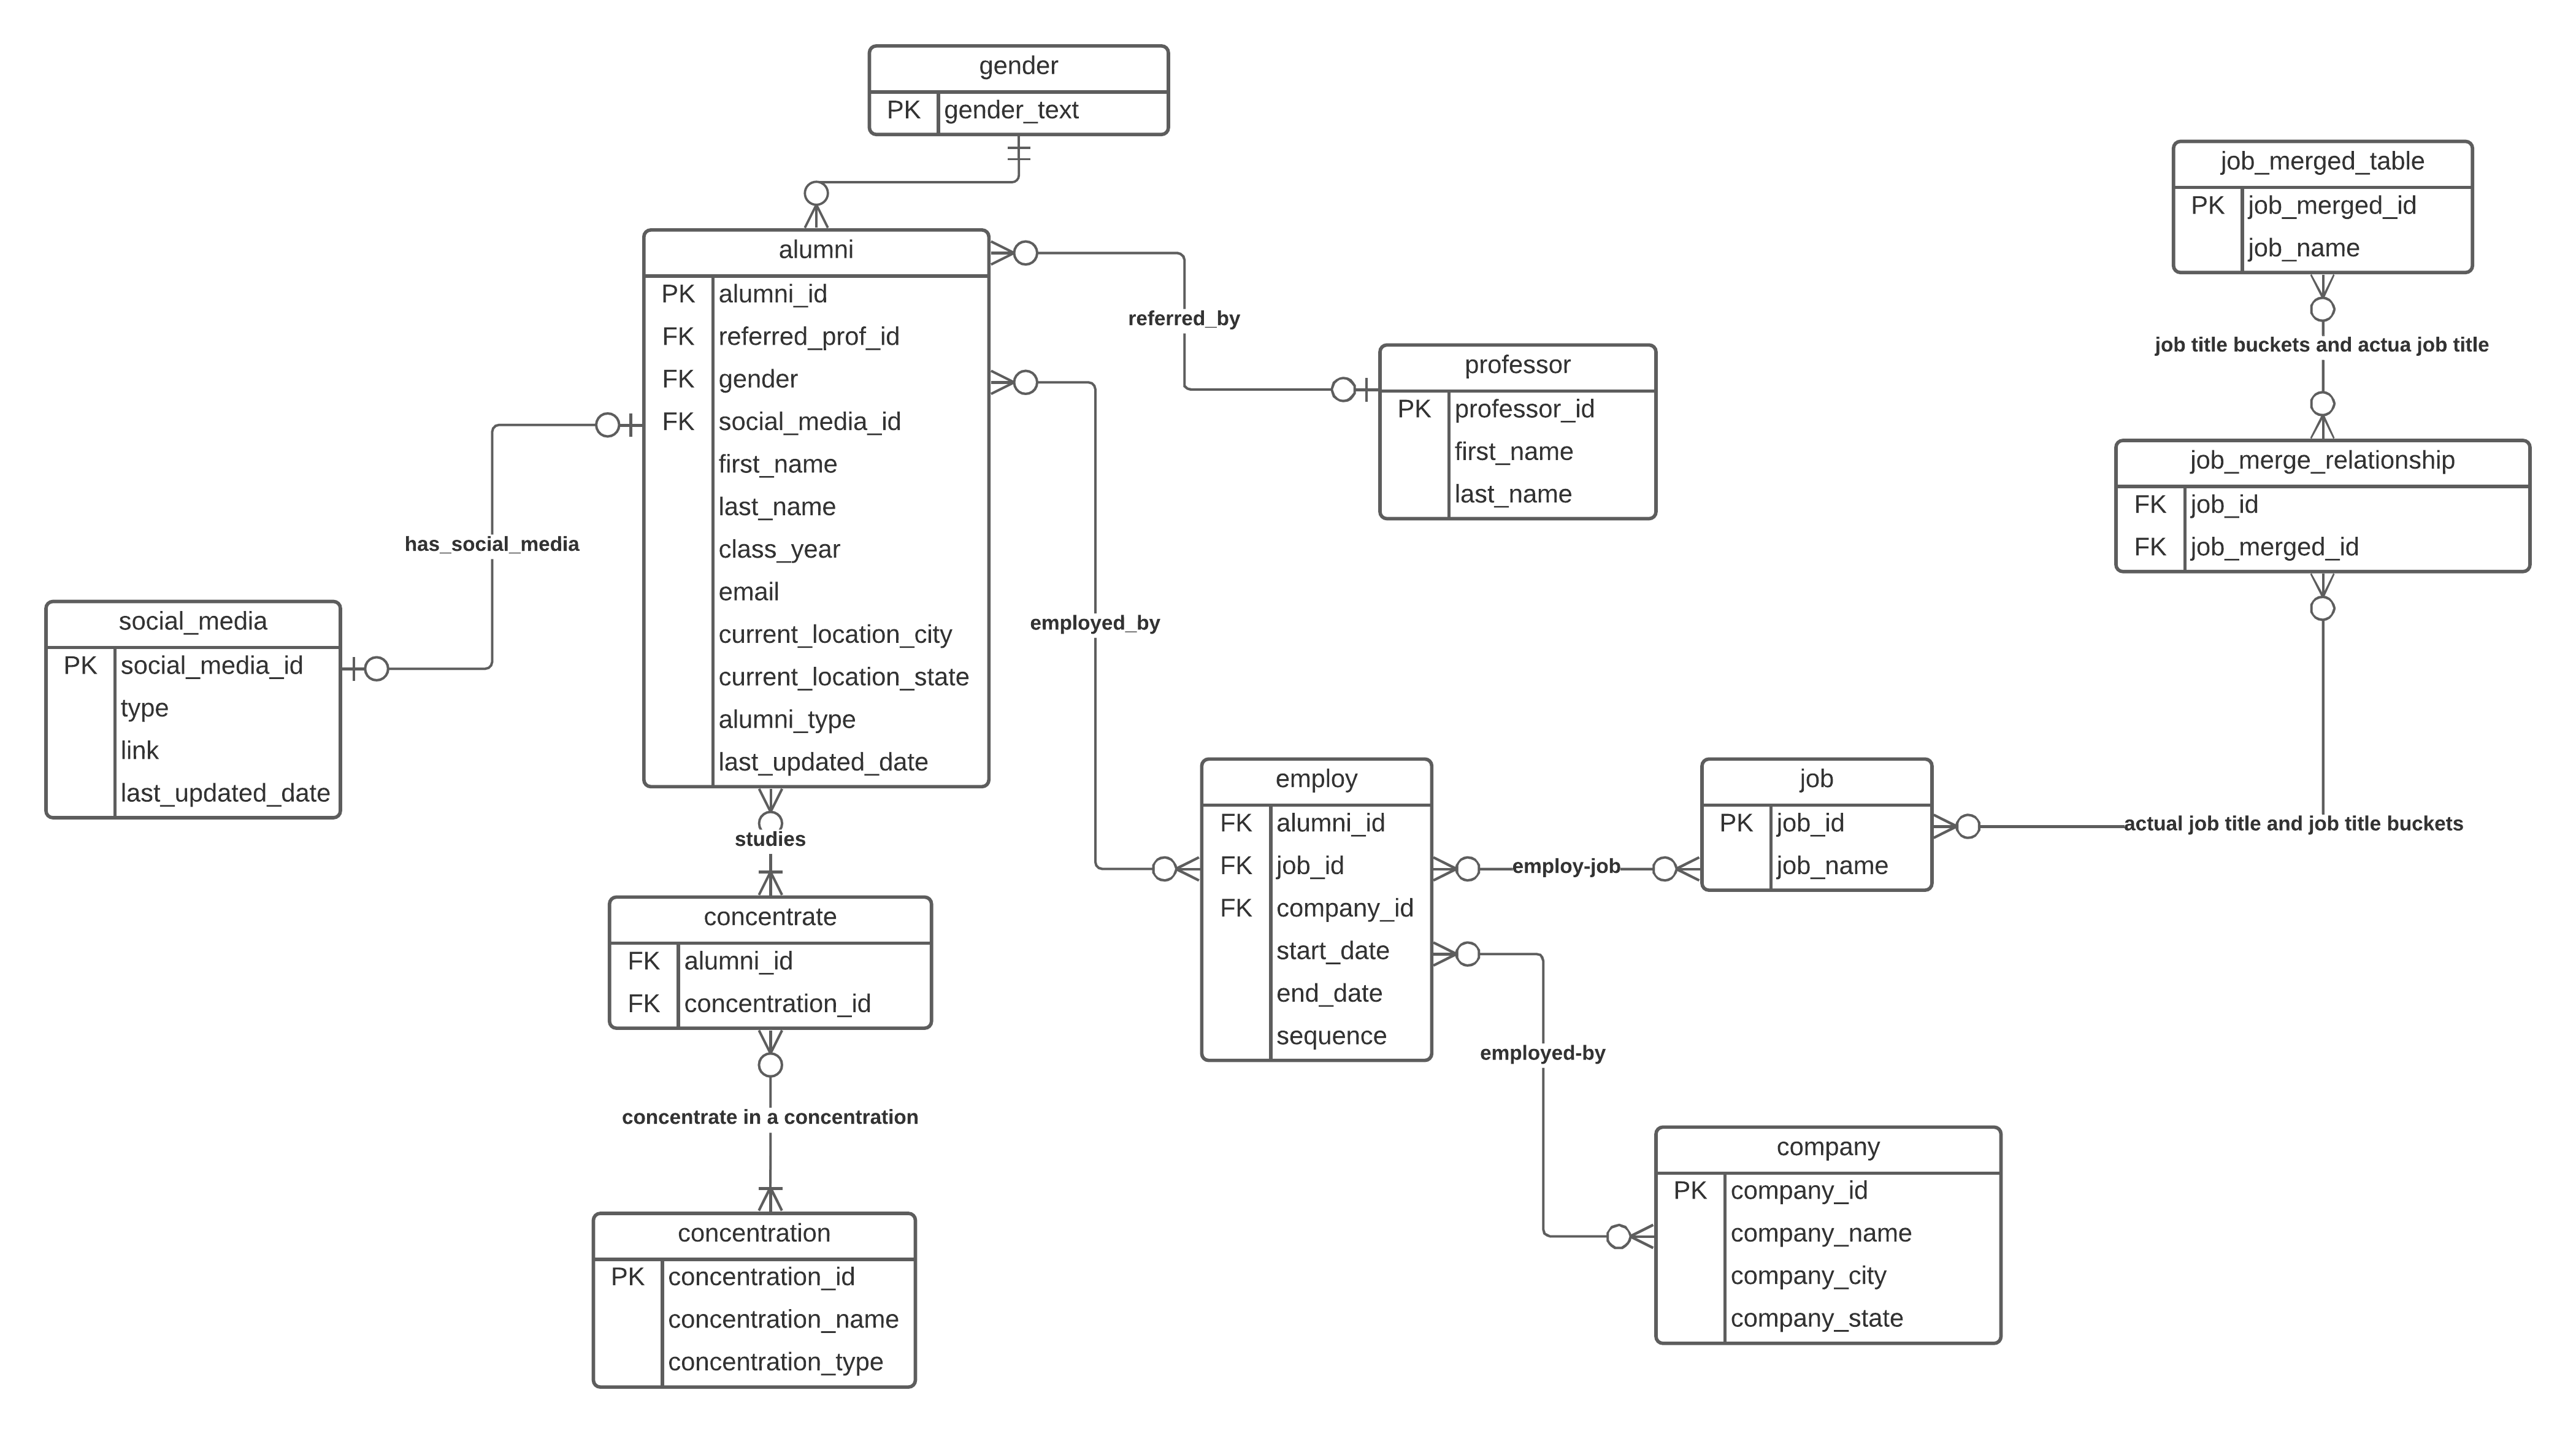 gender
PK gender_text
job_merged_table
PK job_merged_id
job_name
job title buckets and actua job title
job_merge_relationship
FK job_id
FK job_merged_id
alumni
PK alumni_id
FK referred_prof_id
FK gender
FK social_media_id
first_name
last_name
class_year
email
current_location_city
current_location_state
alumni_type
last_updated_date
referred_by
professor
PK professor_id
first_name
last_name
has_social_media
social_media
PK social_media_id
type
link
last_updated_date
employed_by
studies
concentrate
FK alumni_id
FK concentration_id
concentrate in a concentration
concentration
PK concentration_id
concentration_name
concentration_type
employ
FK alumni_id
FK job_id
FK company_id
start_date
end_date
sequence
employ-job
job
PK job_id
job_name
actual job title and job title buckets
employed-by
company
PK company_id
company_name
company_city
company_state